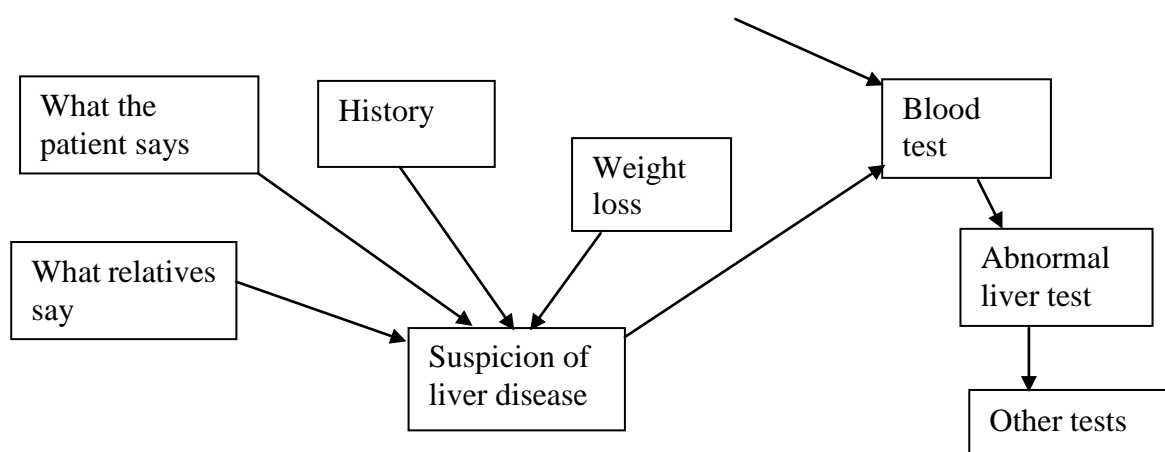 What the
patient says
History
Weight
loss
Blood
test
What relatives
say
Abnormal
liver test
Suspicion of
liver disease
Other tests